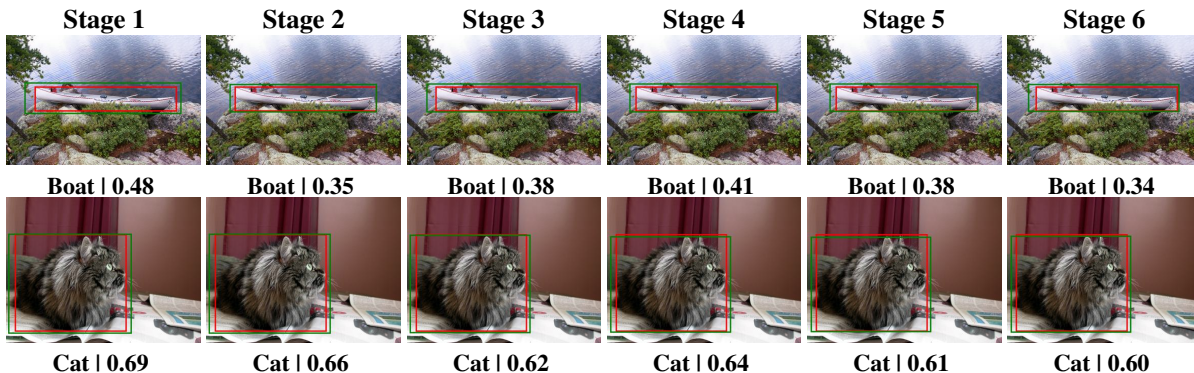 Stage 1 Stage 2 Stage 3 Stage 4 Stage 5 Stage 6
Boat | 0.48 Boat | 0.35 Boat | 0.38 Boat | 0.41 Boat | 0.38 Boat | 0.34
Cat | 0.69 Cat | 0.66 Cat | 0.62 Cat | 0.64 Cat | 0.61 Cat | 0.60